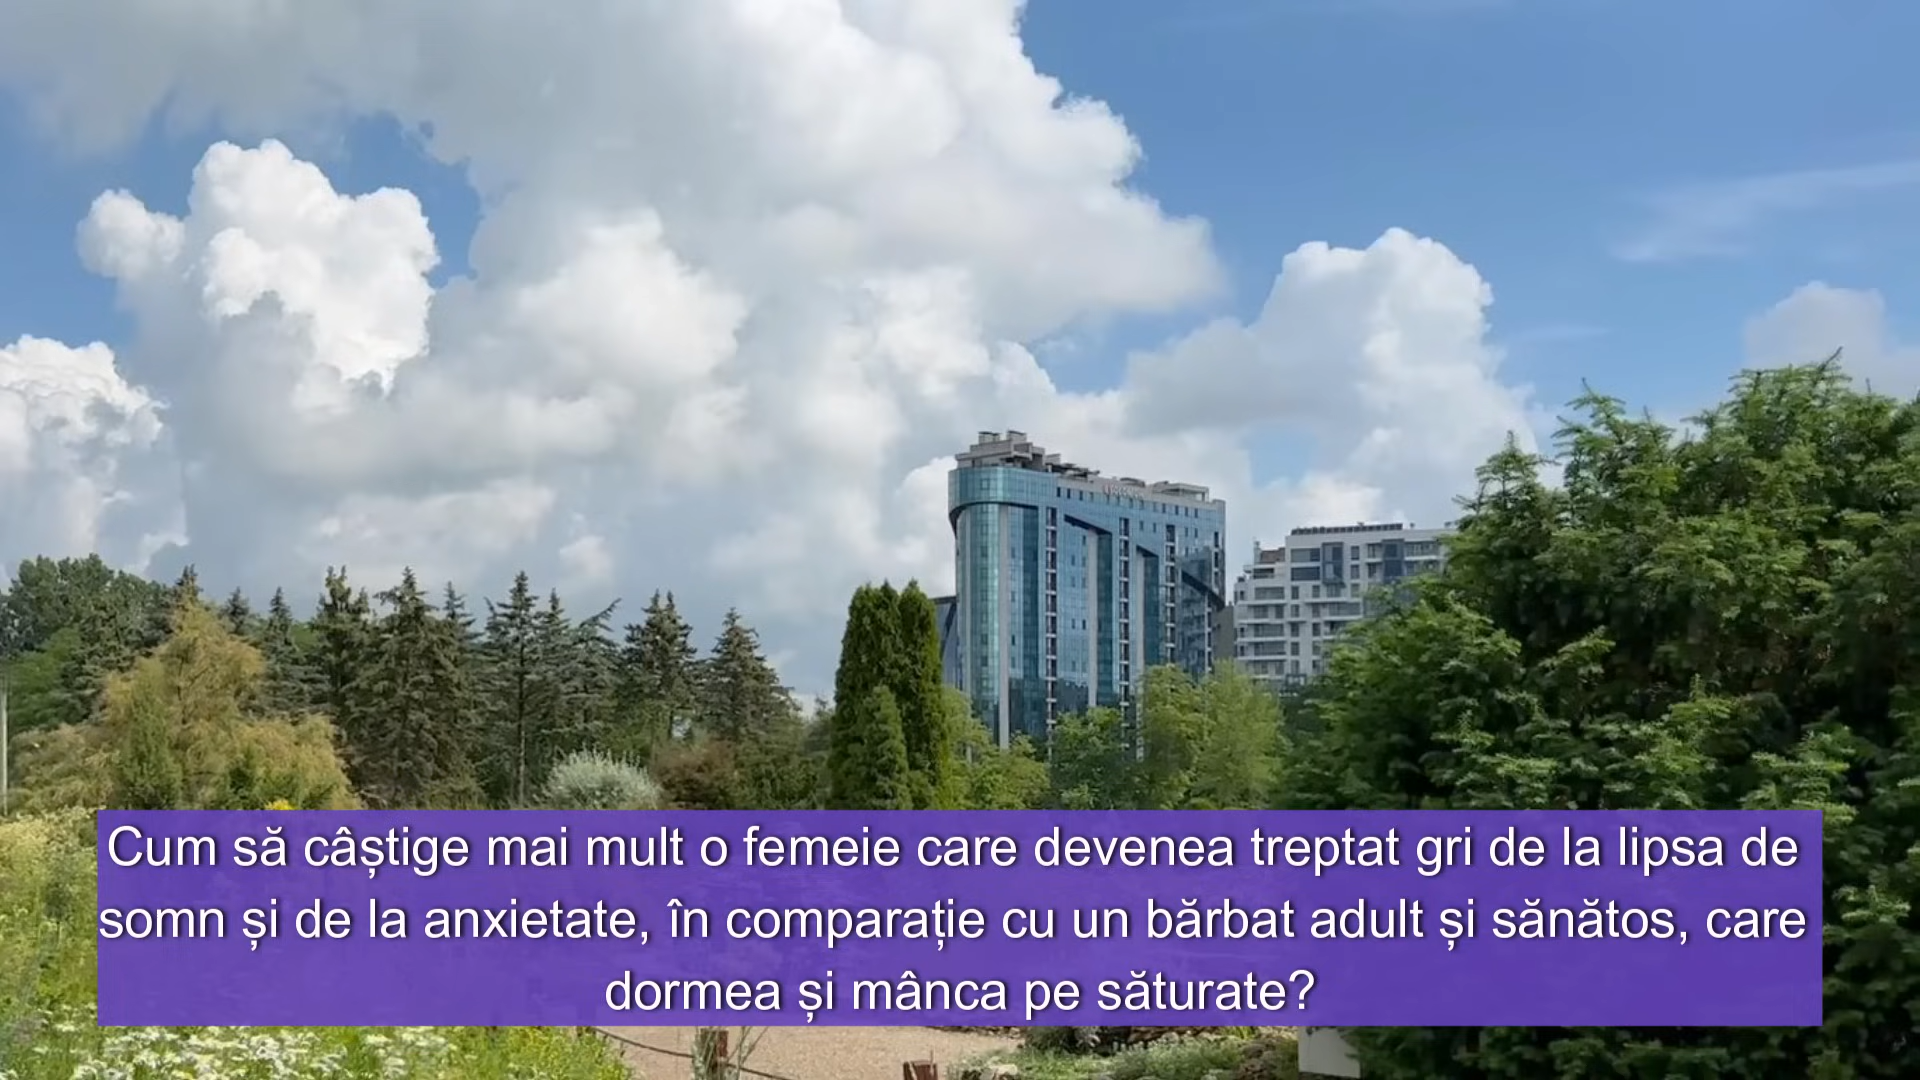 Cum să câștige mai mult o femeie care devenea treptat gri de la lipsa de
somn și de la anxietate, în comparație cu un bărbat adult și sănătos, care
dormea și mânca pe săturate?